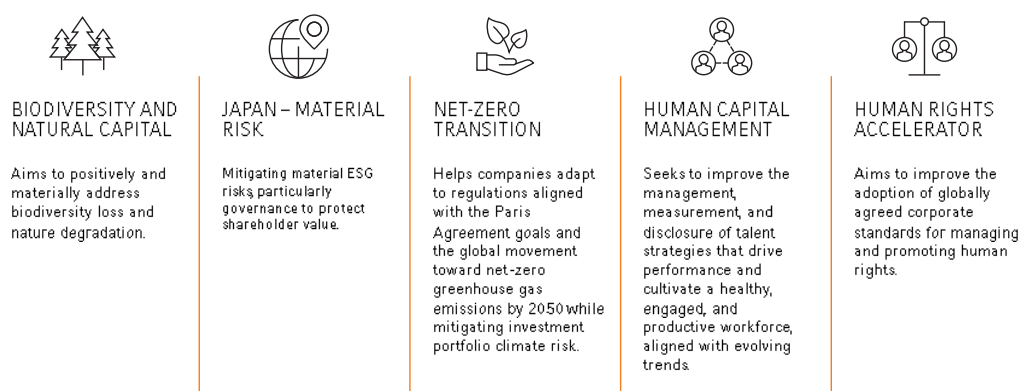 BIODIVERSITY AND
NATURAL CAPITAL
Aims to positively and
materially address
biodiversity loss and
nature degradation.
JAPAN – MATERIAL
RISK
Mitigating material ESG
risks, particularly
governance to protect
shareholder value.
NET-ZERO
TRANSITION
Helps companies adapt
to regulations aligned
with the Paris
Agreement goals and
the global movement
toward net-zero
greenhouse gas
emissions by 2050 while
mitigating investment
portfolio climate risk.
HUMAN CAPITAL
MANAGEMENT
Seeks to improve the
management,
measurement, and
disclosure of talent
strategies that drive
performance and
cultivate a healthy,
engaged, and
productive workforce,
aligned with evolving
trends.
HUMAN RIGHTS
ACCELERATOR
Aims to improve the
adoption of globally
agreed corporate
standards for managing
and promoting human
rights.